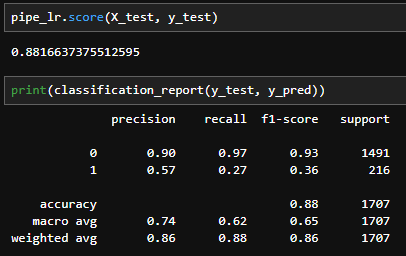 pipe_lr.score(X_test, y_test)
0.8816637375512595
print(classification_report(y_test, y_pred))
precision recall f1-score support
0 0.90 0.97 0.93 1491
1 0.57 0.27 0.36 216
accuracy 0.88 1707
macro avg 0.74 0.62 0.65 1707
weighted avg 0.86 0.88 0.86 1707